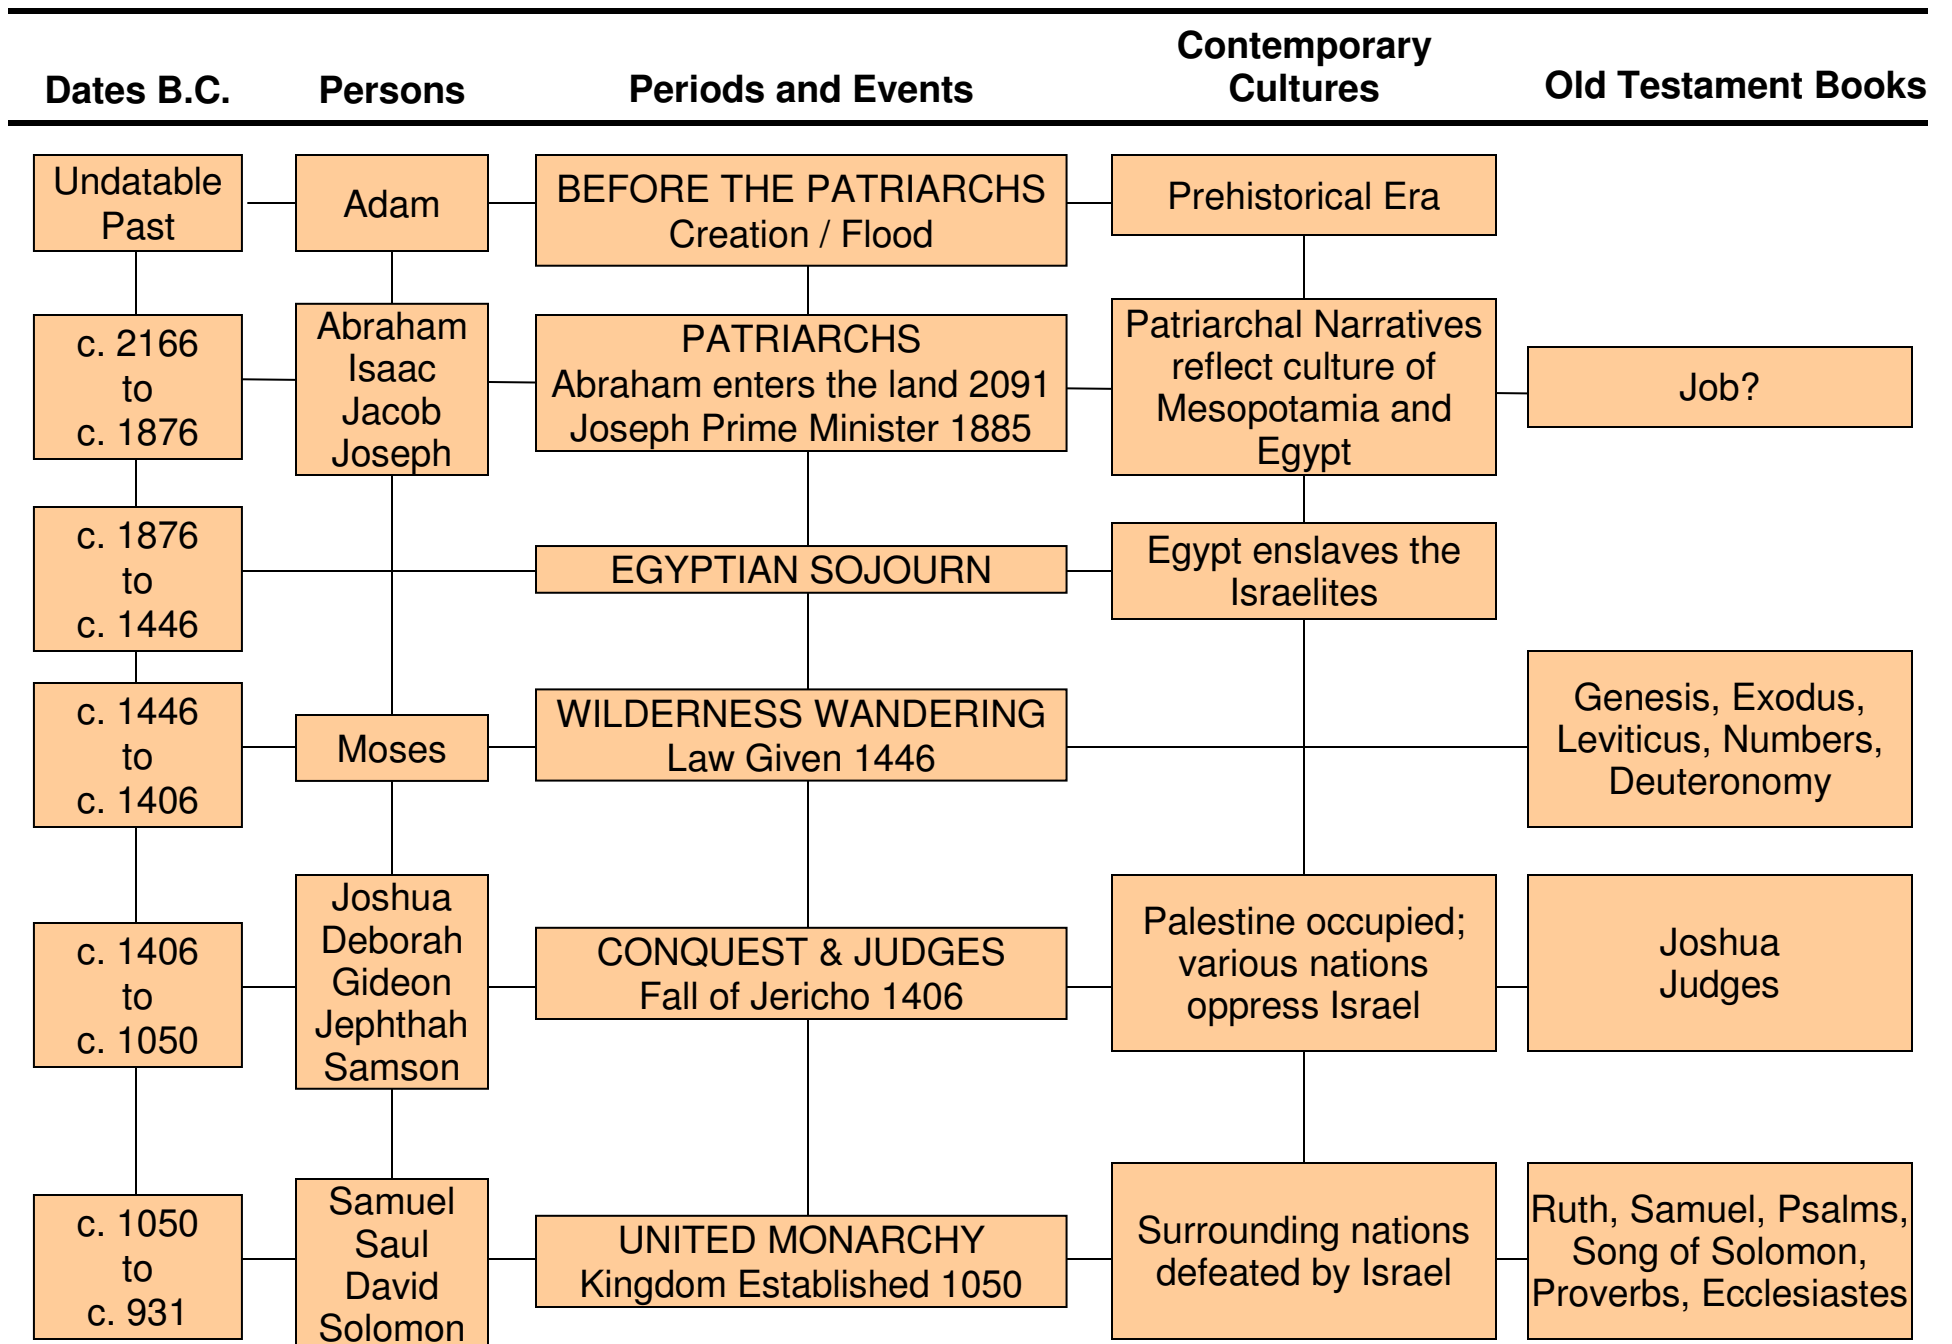 Dates B.C.
Persons
Periods and Events
Contemporary
Cultures
Old Testament Books
Undatable
Past
Adam
BEFORE THE PATRIARCHS
Creation / Flood
Prehistorical Era
c. 2166
to
c. 1876
Abraham
Isaac
Jacob
Joseph
PATRIARCHS
Abraham enters the land 2091
Joseph Prime Minister 1885
Patriarchal Narratives
reflect culture of
Mesopotamia and
Egypt
Job?
c. 1876
to
c. 1446
EGYPTIAN SOJOURN
Egypt enslaves the
Israelites
c. 1446
to
c. 1406
Moses
WILDERNESS WANDERING
Law Given 1446
Genesis, Exodus,
Leviticus, Numbers,
Deuteronomy
c. 1406
to
c. 1050
Joshua
Deborah
Gideon
Jephthah
Samson
CONQUEST & JUDGES
Fall of Jericho 1406
Palestine occupied;
various nations
oppress Israel
Joshua
Judges
c. 1050
to
c. 931
Samuel
Saul
David
Solomon
UNITED MONARCHY
Kingdom Established 1050
Surrounding nations
defeated by Israel
Ruth, Samuel, Psalms,
Song of Solomon,
Proverbs, Ecclesiastes